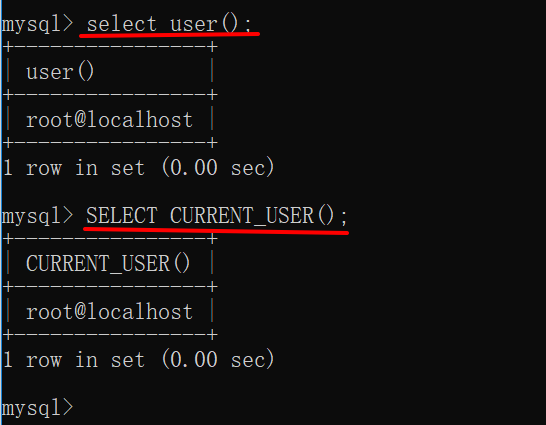 mysql> select user();
+----------------+
| user()         |
+----------------+
| root@localhost |
+----------------+
1 row in set (0.00 sec)
mysql> SELECT CURRENT_USER();
+----------------+
| CURRENT_USER() |
+----------------+
| root@localhost |
+----------------+
1 row in set (0.00 sec)
mysql>